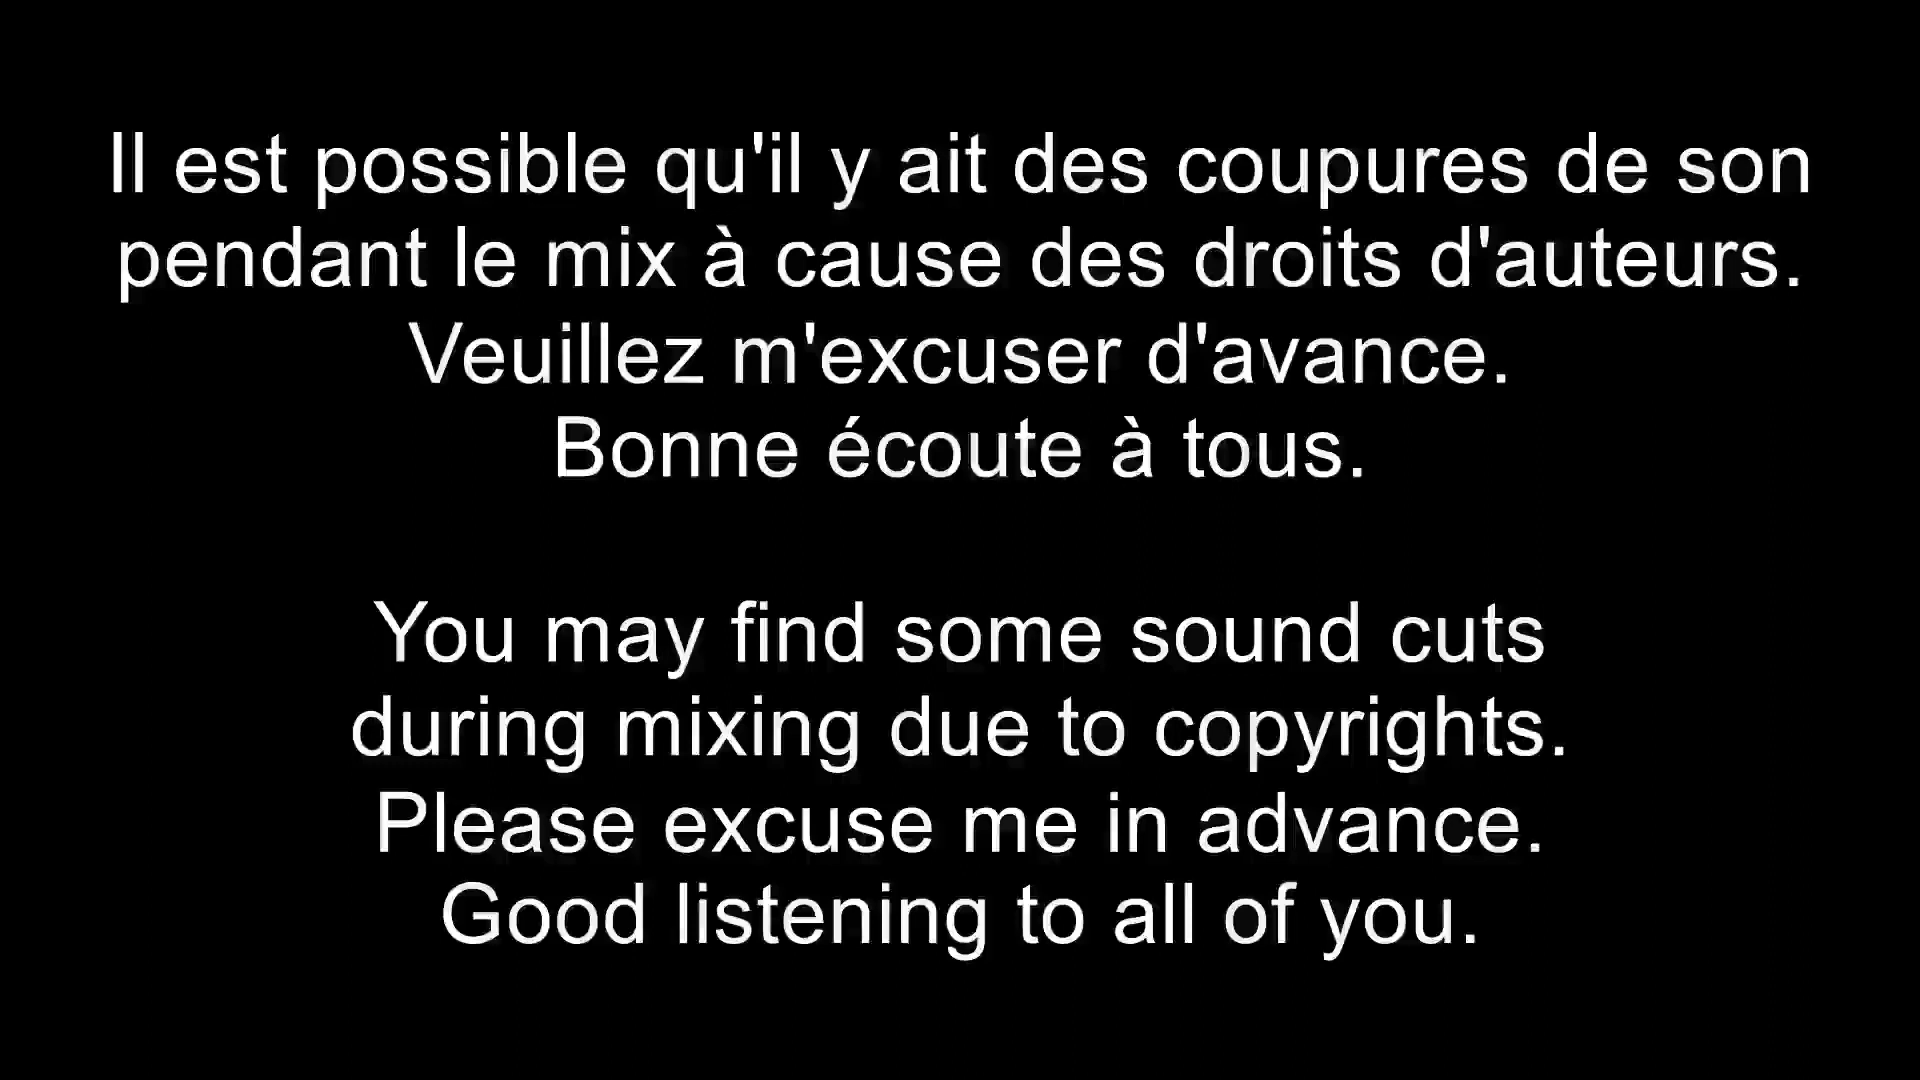 Il est possible qu'il y ait des coupures de son
pendant le mix à cause des droits d'auteurs.
Veuillez m'excuser d'avance.
Bonne écoute à tous.
You may find some sound cuts
during mixing due to copyrights.
Please excuse me in advance.
Good listening to all of you.